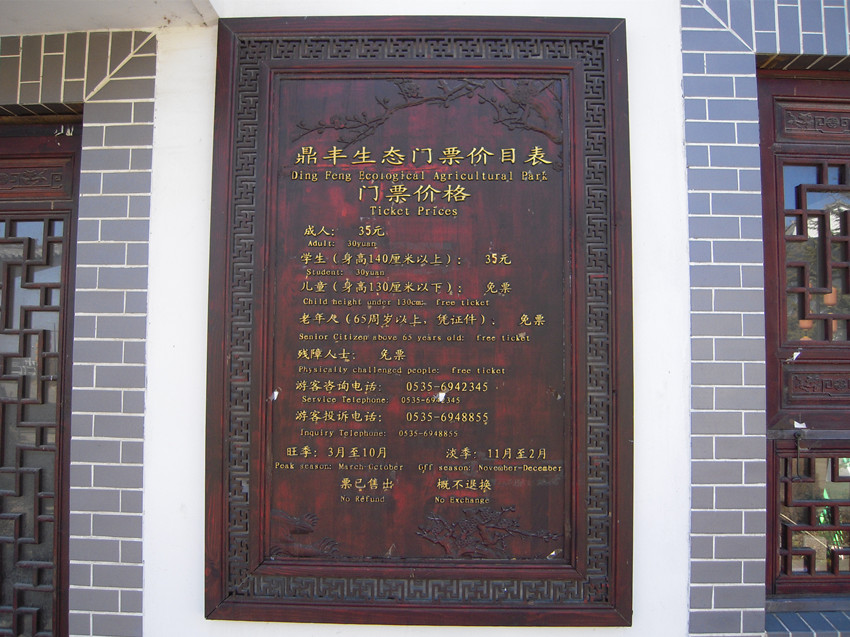 鼎丰生态门票价目表
Ding Feng Ecological Agricultural Park
门票价格
Ticket Prices
成人： 35元
Adult: 30yuan
学生（身高140厘米以上）： 35元
Student: 30yuan
儿童（身高130厘米以下）： 免票
Child height under 130cm. free ticket
老年人（65周岁以上，凭证件）： 免票
Senior Citizen above 65 years old: free ticket
残障人士： 免票
Physically challenged people: free ticket
游客咨询电话： 0535-6942345
Service Telephone: 0535-6942345
游客投诉电话： 0535-6948855
Inquiry Telephone: 0535-6948855
旺季：3月至10月 淡季：11月至2月
Peak season: March-October Off season: November-December
票已售出 概不退换
No Refund No Exchange